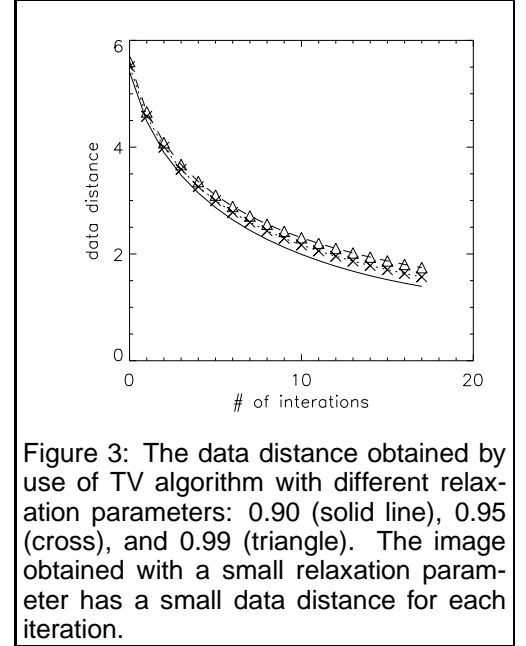 6
4
2
0
data distance
0
10
20
# of interations
Figure 3: The data distance obtained by
use of TV algorithm with different relax-
ation parameters: 0.90 (solid line), 0.95
(cross), and 0.99 (triangle). The image
obtained with a small relaxation param-
eter has a small data distance for each
iteration.